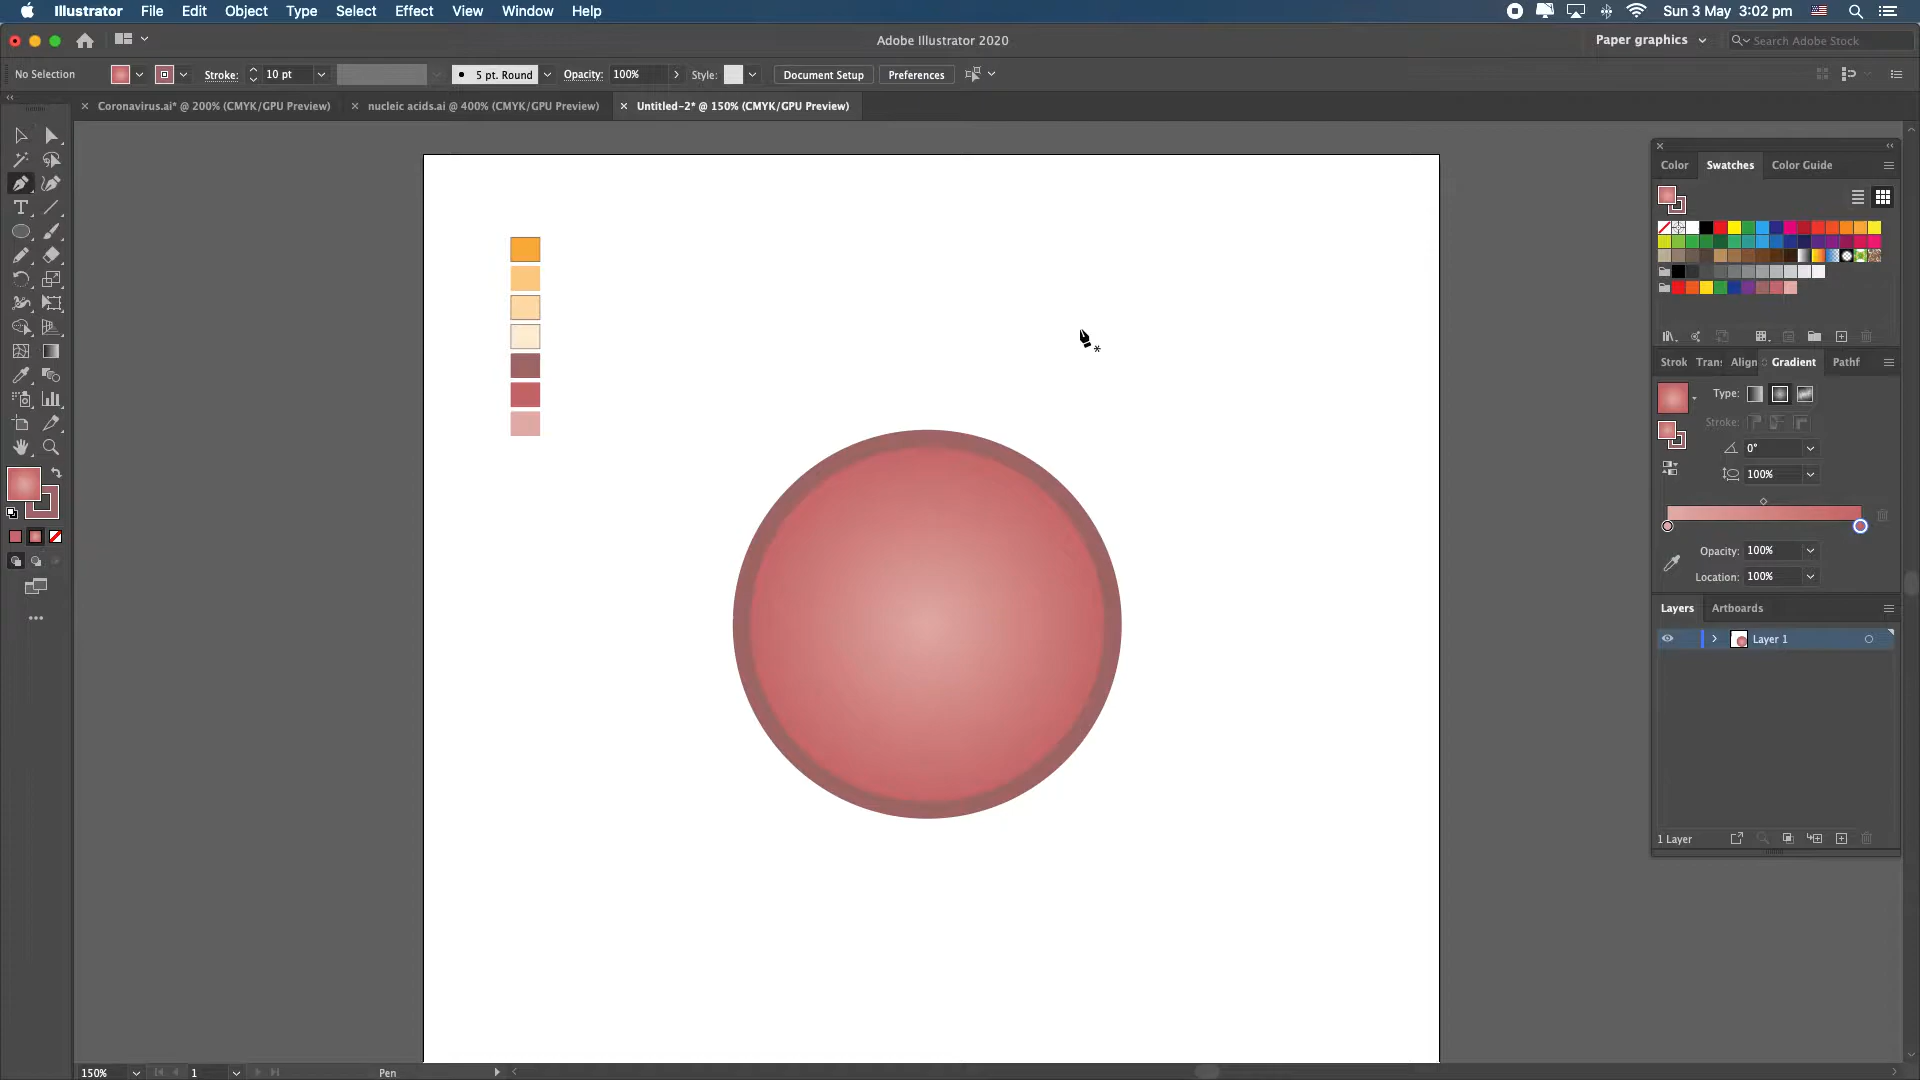 Illustrator File Edit Object Type Select Effect View Window Help Sun 3 May 3:02 pm
Adobe Illustrator 2020 Paper graphics Search Adobe Stock
No Selection Stroke: 10 pt 5 pt. Round Opacity: 100% Style: Document Setup Preferences
Coronavirus.ai* @ 200% (CMYK/GPU Preview) nucleic acids.ai @ 400% (CMYK/GPU Preview) Untitled-2* @ 150% (CMYK/GPU Preview)
Color Swatches Color Guide
Strok Tran: Align Gradient Pathf
Type:
Stroke:
0°
100%
Opacity: 100%
Location: 100%
Layers Artboards
Layer 1
1 Layer
150% 1 Pen